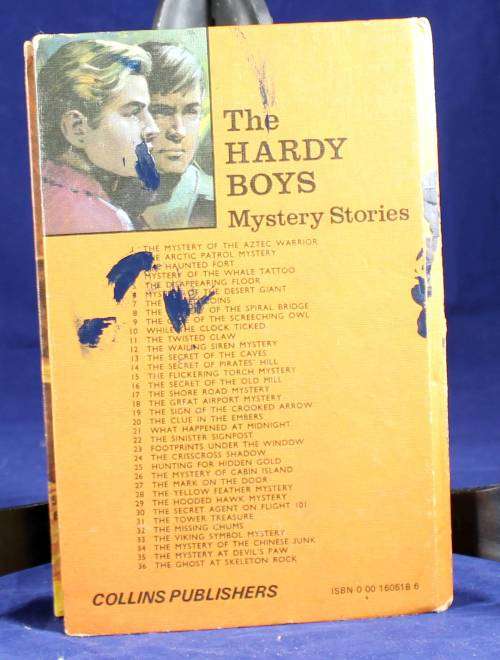 The
HARDY
BOYS
Mystery Stories
1 THE MYSTERY OF THE AZTEC WARRIOR
THE ARCTIC PATROL MYSTERY
HAUNTED FORT
MYSTERY OF THE WHALE TATTOO
THE DISAPPEARING FLOOR
6 MYSTERY OF THE DESERT GIANT
7 THE
8 THE OF THE SPIRAL BRIDGE
9 THE OF THE SCREECHING OWL
10 WHILE THE CLOCK TICKED
11 THE TWISTED CLAW
12 THE WAILING SIREN MYSTERY
13 THE SECRET OF THE CAVES
14 THE SECRET OF PIRATES' HILL
15 THE FLICKERING TORCH MYSTERY
16 THE SECRET OF THE OLD MILL
17 THE SHORE ROAD MYSTERY
18 THE GREAT AIRPORT MYSTERY
19 THE SIGN OF THE CROOKED ARROW
20 THE CLUE IN THE EMBERS
21 WHAT HAPPENED AT MIDNIGHT
22 THE SINISTER SIGNPOST
23 FOOTPRINTS UNDER THE WINDOW
24 THE CRISSCROSS SHADOW
25 HUNTING FOR HIDDEN GOLD
26 THE MYSTERY OF CABIN ISLAND
27 THE MARK ON THE DOOR
28 THE YELLOW FEATHER MYSTERY
29 THE HOODED HAWK MYSTERY
30 THE SECRET AGENT ON FLIGHT 101
31 THE TOWER TREASURE
32 THE MISSING CHUMS
33 THE VIKING SYMBOL MYSTERY
34 THE MYSTERY OF THE CHINESE JUNK
35 THE MYSTERY AT DEVIL'S PAW
36 THE GHOST AT SKELETON ROCK
COLLINS PUBLISHERS
ISBN 0 00 160618 6